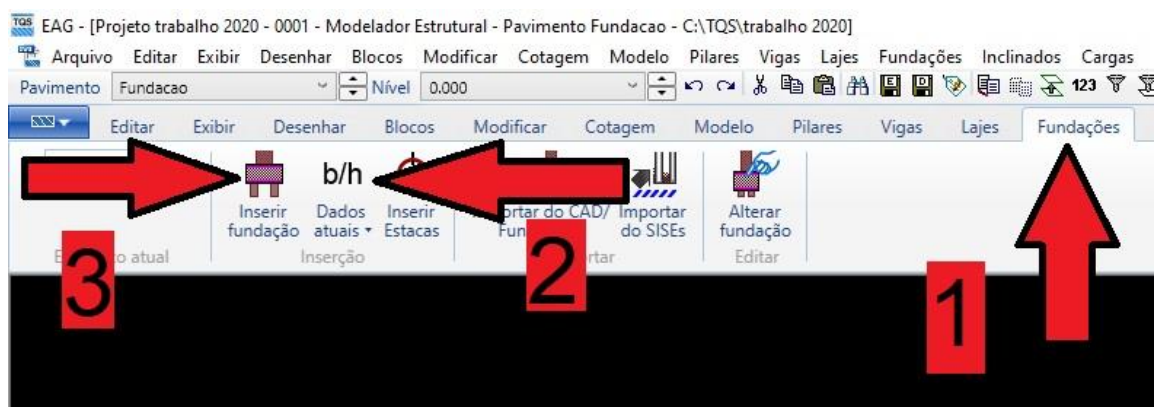 TQS EAG - [Projeto trabalho 2020 - 0001 - Modelador Estrutural - Pavimento Fundacao - C:\TQS\trabalho 2020]
Arquivo Editar Exibir Desenhar Blocos Modificar Cotagem Modelo Pilares Vigas Lajes Fundações Inclinados Cargas
Pavimento Fundacao Nível 0.000 123
Editar Exibir Desenhar Blocos Modificar Cotagem Modelo Pilares Vigas Lajes Fundações
b/h
Inserir Dados Inserir CAD/ Importar Alterar
fundação atuais Estacas do SISEs fundação
atual Inserção Editar
3 2 1